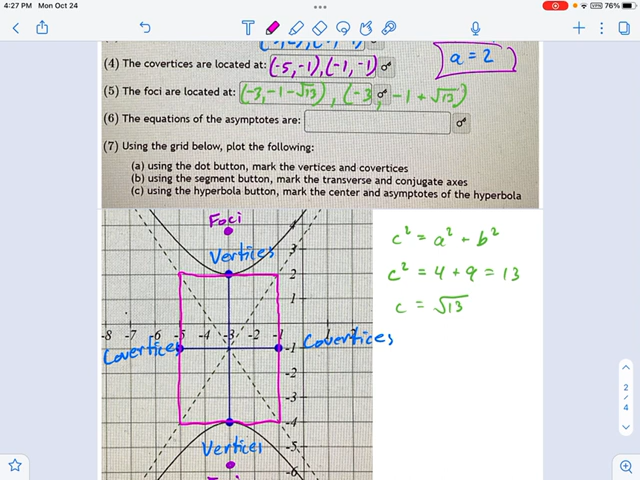 4:27 PM Mon Oct 24
VPN 76%
(4) The covertices are located at: (-5,-1),(-1,-1)
a = 2
(5) The foci are located at: (-3,-1-√13), (-3, -1+√13)
(6) The equations of the asymptotes are:
(7) Using the grid below, plot the following:
(a) using the dot button, mark the vertices and covertices
(b) using the segment button, mark the transverse and conjugate axes
(c) using the hyperbola button, mark the center and asymptotes of the hyperbola
Foci
3
Vertices
2
1
-8 -7 -6 -5 -4 -3 -2 -1 1 2
Covertices -1 Covertices
-2
-3
-4
-5
Vertices
-6
c² = a² + b²
c² = 4 + 9 = 13
c = √13
2
/
4